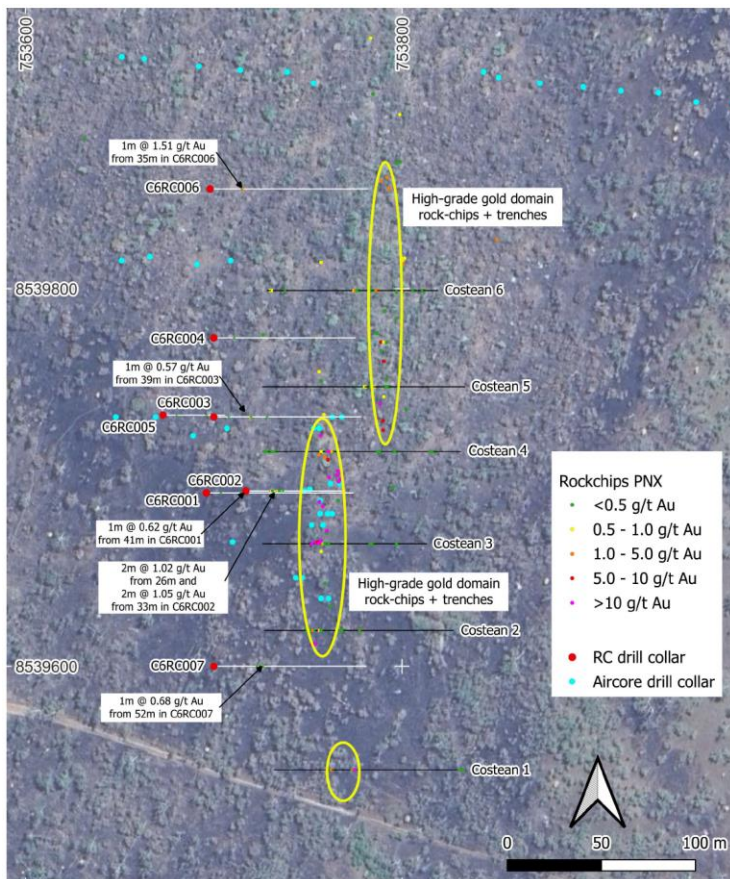 753600
753800
1m @ 1.51 g/t Au
from 35m in C6RC006
C6RC006
High-grade gold domain
rock-chips + trenches
8539800
Costean 6
C6RC004
1m @ 0.57 g/t Au
from 39m in C6RC003
Costean 5
C6RC003
C6RC005
Costean 4
C6RC002
C6RC001
1m @ 0.62 g/t Au
from 41m in C6RC001
Costean 3
2m @ 1.02 g/t Au
from 26m and
2m @ 1.05 g/t Au
from 33m in C6RC002
High-grade gold domain
rock-chips + trenches
Costean 2
8539600
C6RC007
1m @ 0.68 g/t Au
from 52m in C6RC007
Costean 1
Rockchips PNX
<0.5 g/t Au
0.5 - 1.0 g/t Au
1.0 - 5.0 g/t Au
5.0 - 10 g/t Au
>10 g/t Au
RC drill collar
Aircore drill collar
0 50 100 m